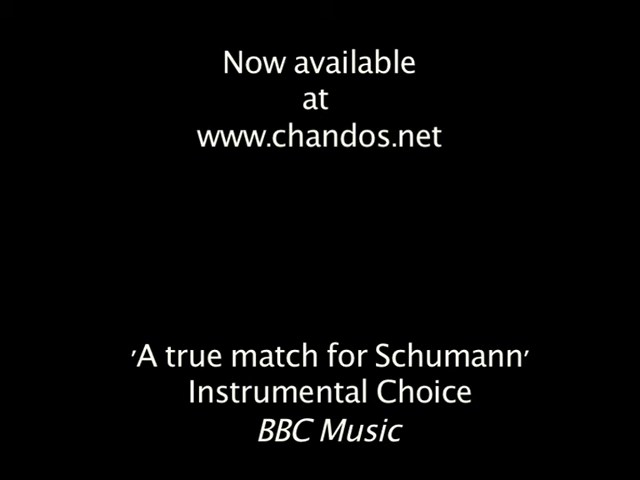 Now available
at
www.chandos.net
'A true match for Schumann'
Instrumental Choice
BBC Music